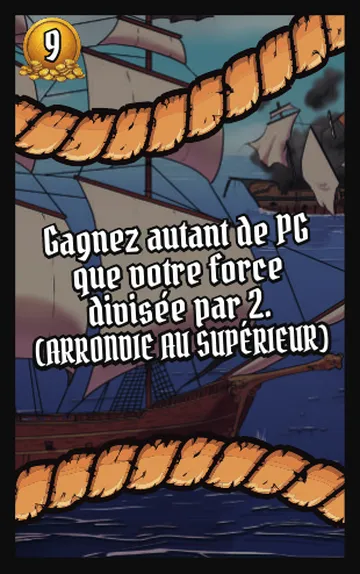 9
Gagnez autant de PG
que votre force
divisée par 2.
(ARRONDIE AU SUPÉRIEUR)